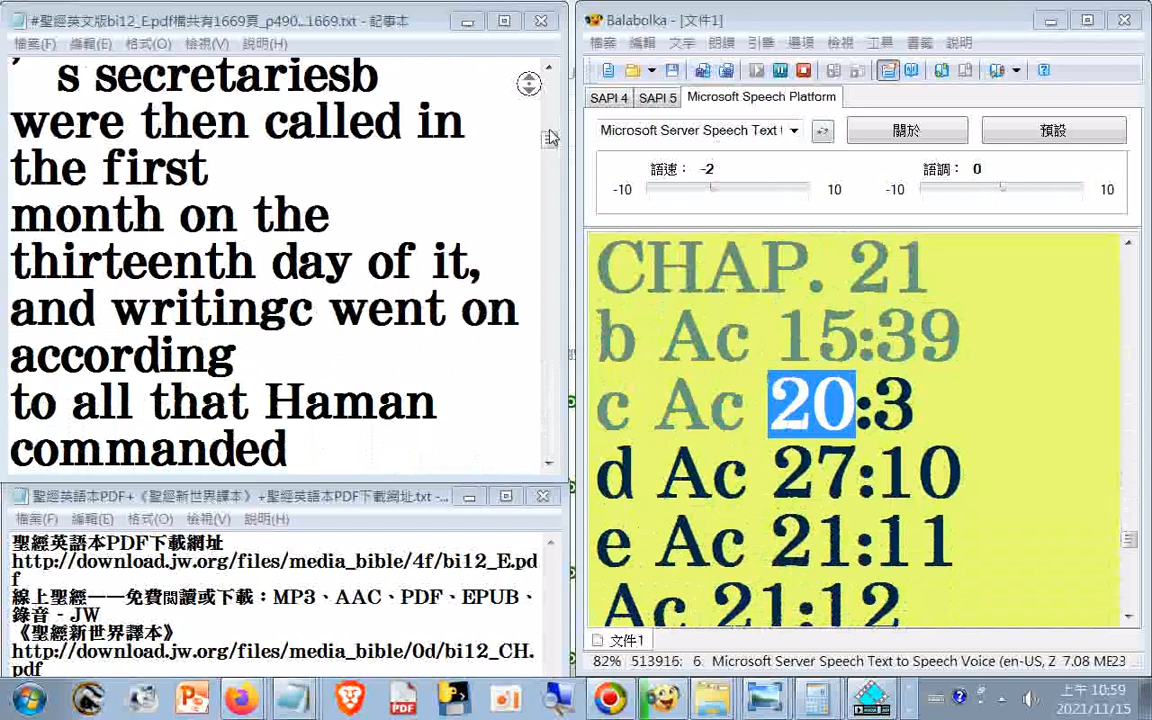 #聖經英文版bi12_E.pdf檔共有1669頁_p490...1669.txt - 記事本
檔案(F) 編輯(E) 格式(O) 檢視(V) 說明(H)
’ s secretariesb
were then called in
the first
month on the
thirteenth day of it,
and writingc went on
according
to all that Haman
commanded
聖經英語本PDF+《聖經新世界譯本》+聖經英語本PDF下載網址.txt - ...
檔案(F) 編輯(E) 格式(O) 檢視(V) 說明(H)
聖經英語本PDF下載網址
http://download.jw.org/files/media_bible/4f/bi12_E.pd
f
線上聖經——免費閱讀或下載：MP3、AAC、PDF、EPUB、
錄音 - JW
《聖經新世界譯本》
http://download.jw.org/files/media_bible/0d/bi12_CH.
pdf
Balabolka - [文件1]
檔案 編輯 文字 朗讀 引擎 選項 檢視 工具 書籤 說明
SAPI 4 SAPI 5 Microsoft Speech Platform
Microsoft Server Speech Text 關於 預設
語速： -2 語調： 0
-10 10 -10 10
CHAP. 21
b Ac 15:39
c Ac 20:3
d Ac 27:10
e Ac 21:11
Ac 21:12
文件1
82% 513916: 6: Microsoft Server Speech Text to Speech Voice (en-US, Z 7.08 ME23
上午 10:59
2021/11/15